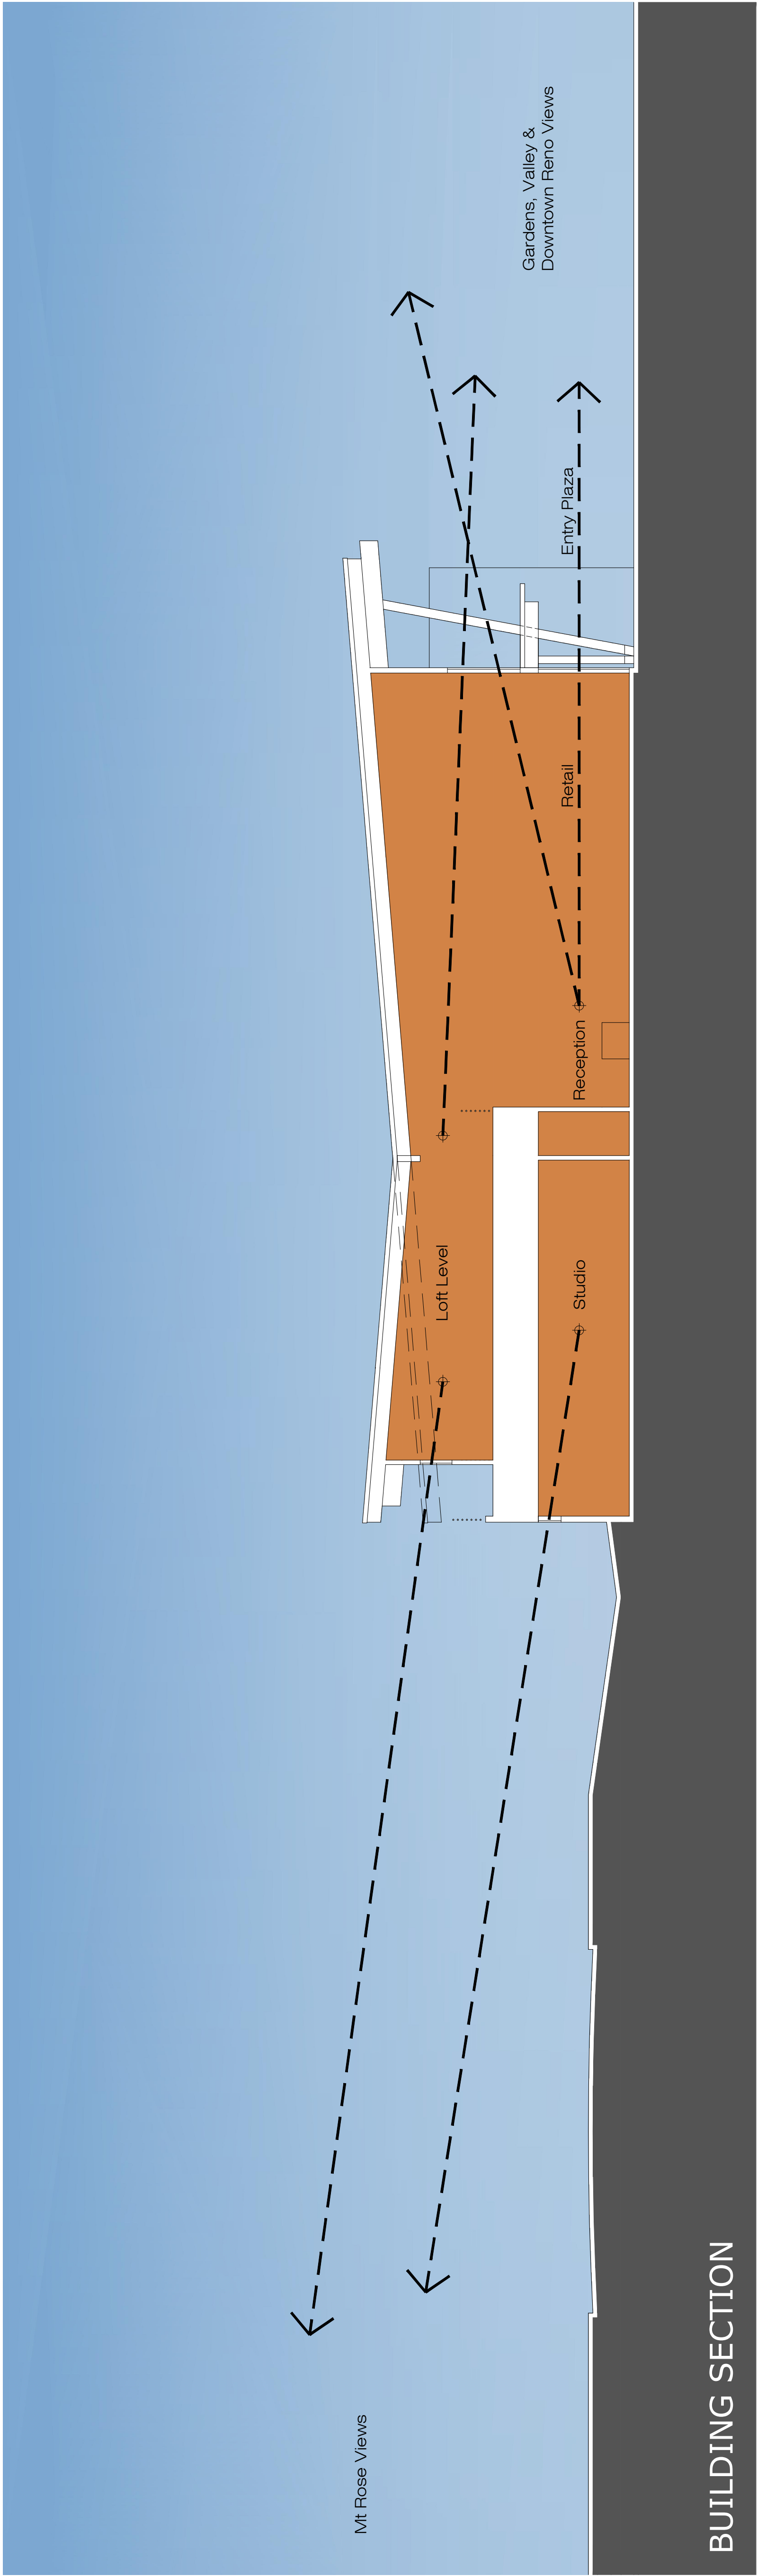 Mt Rose Views
Loft Level
Studio
Reception
Retail
Entry Plaza
Gardens, Valley &
Downtown Reno Views
BUILDING SECTION